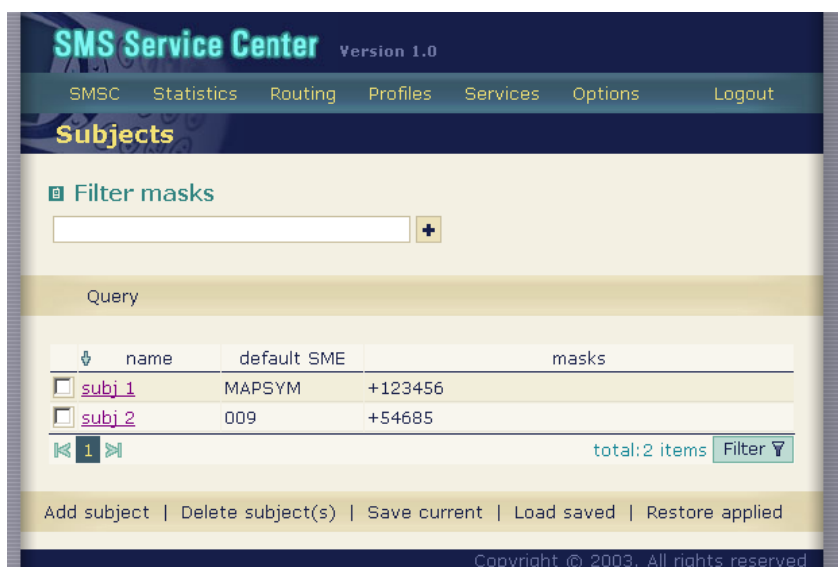 SMS Service Center Version 1.0
SMSC Statistics Routing Profiles Services Options Logout
Subjects
Filter masks
Query
name default SME masks
subj 1 MAPSYM +123456
subj 2 009 +54685
1 total:2 items Filter
Add subject | Delete subject(s) | Save current | Load saved | Restore applied
Copyright © 2003. All rights reserved